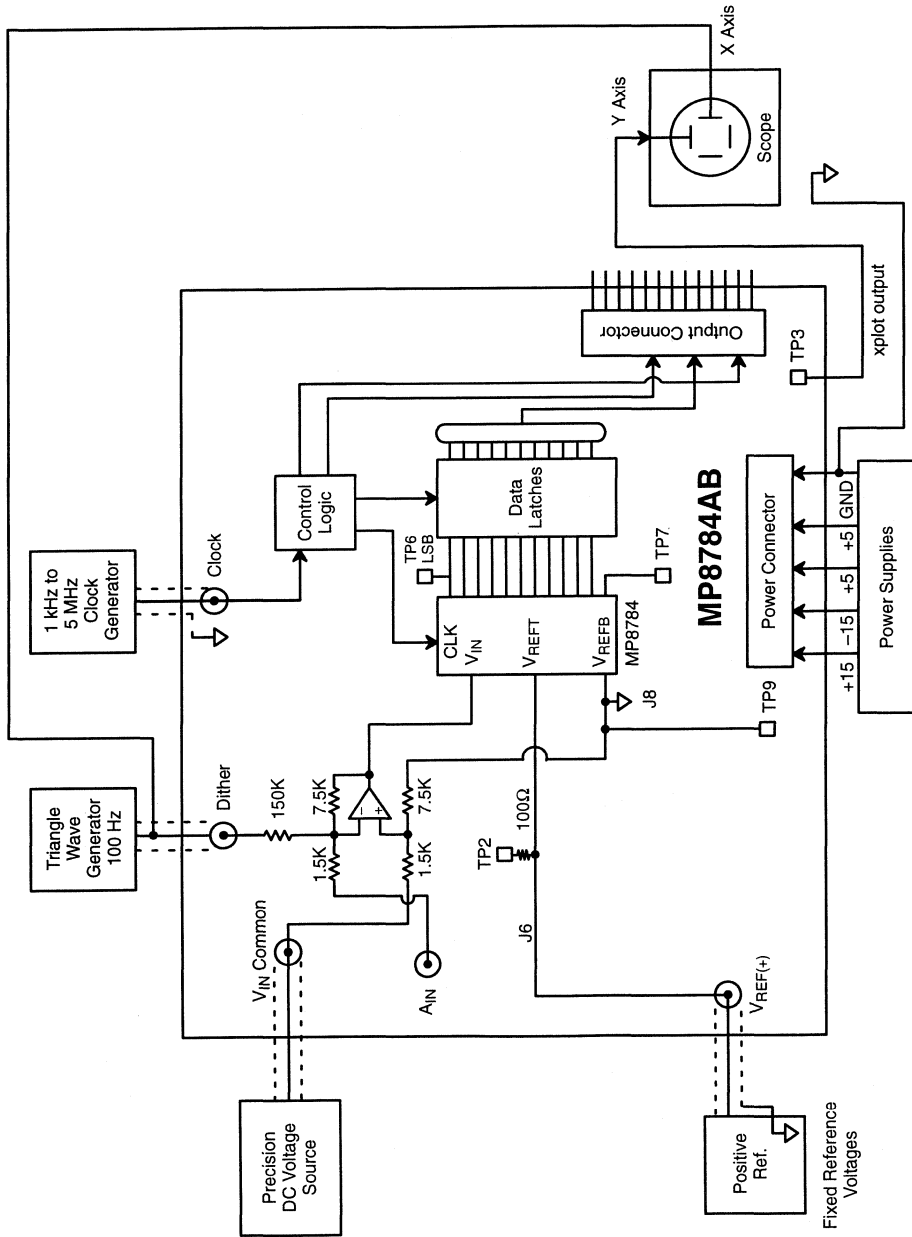 Triangle
Wave
Generator
100 Hz
1 kHz to
5 MHz
Clock
Generator
Dither
Clock
150K
Precision
DC Voltage
Source
VIN Common
1.5K
7.5K
−
+
1.5K
7.5K
AIN
Control
Logic
TP6
LSB
CLK
VIN
VREFT
VREFB
MP8784
Data
Latches
Output Connector
TP2
100Ω
J6
J8
TP7
TP9
TP3
MP8784AB
Positive
Ref.
VREF(+)
Fixed Reference
Voltages
Power Connector
+15
−15
+5
+5
GND
Power Supplies
xplot output
Y Axis
X Axis
Scope